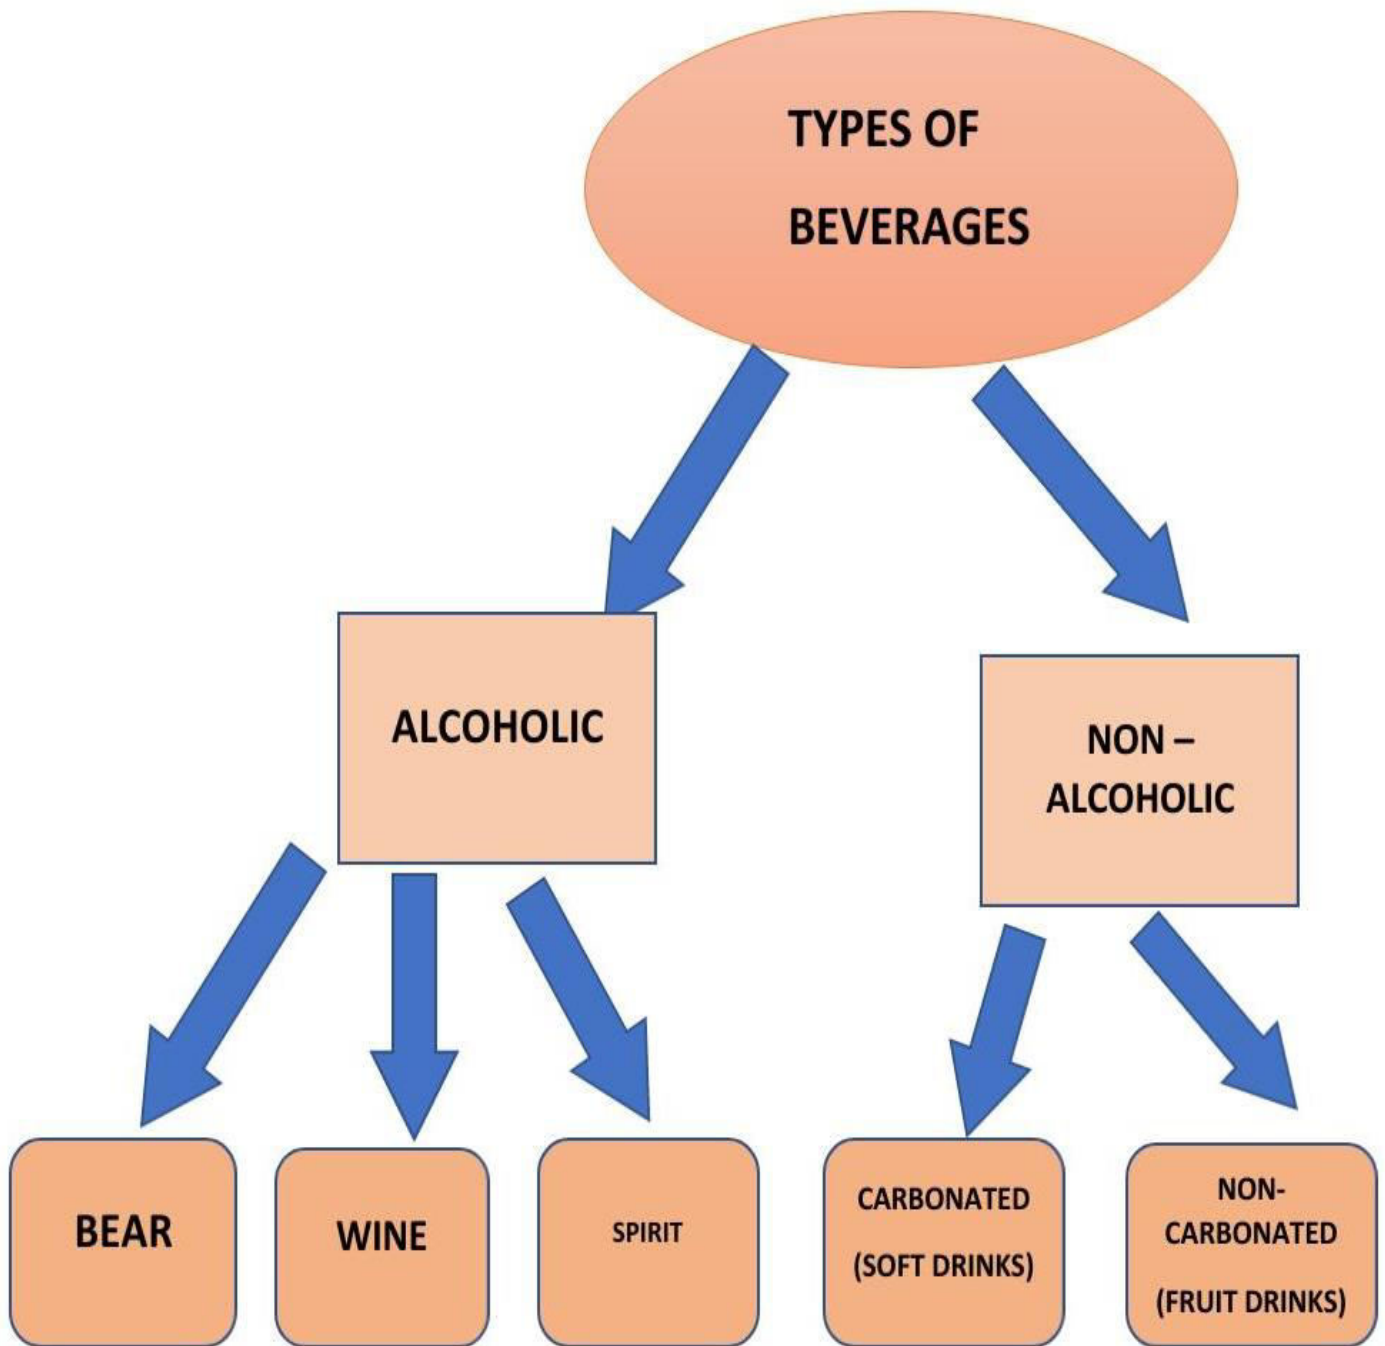 TYPES OF
BEVERAGES
ALCOHOLIC
NON –
ALCOHOLIC
BEAR
WINE
SPIRIT
CARBONATED
(SOFT DRINKS)
NON-
CARBONATED
(FRUIT DRINKS)